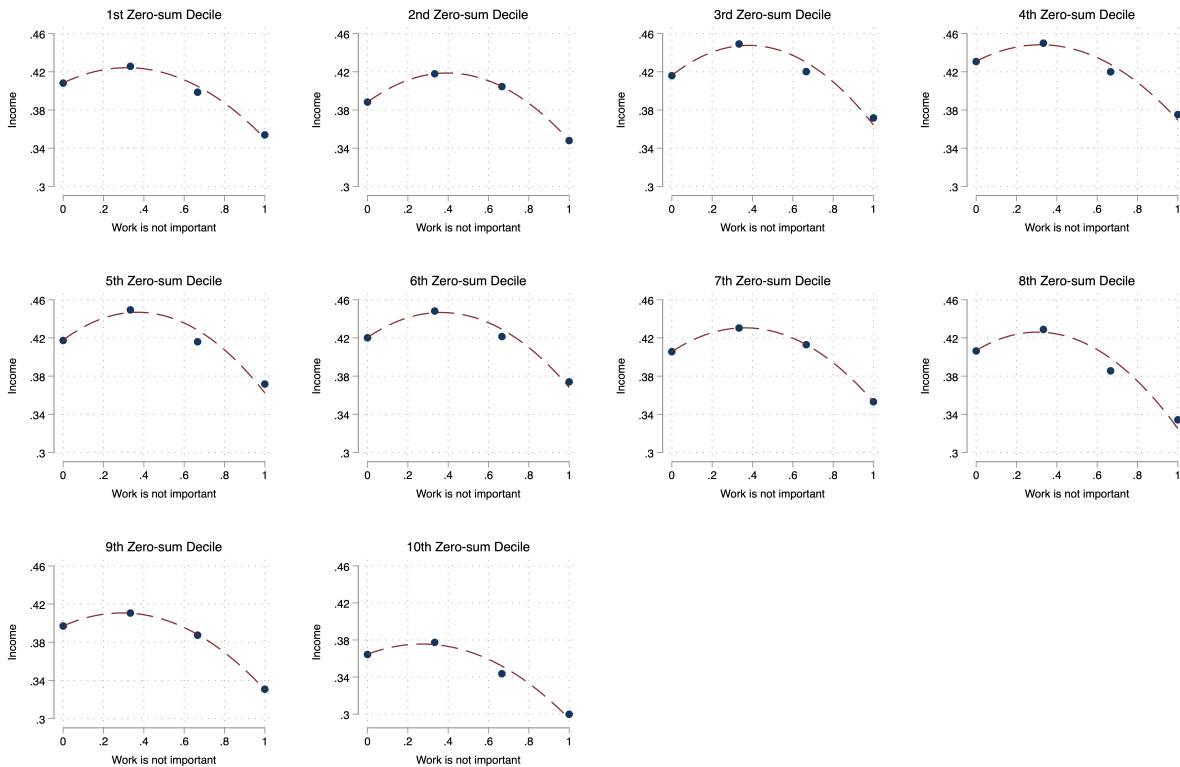 1st Zero-sum Decile
.46
.42
.38
.34
.3
Income
0 .2 .4 .6 .8 1
Work is not important
2nd Zero-sum Decile
.46
.42
.38
.34
.3
Income
0 .2 .4 .6 .8 1
Work is not important
3rd Zero-sum Decile
.46
.42
.38
.34
.3
Income
0 .2 .4 .6 .8 1
Work is not important
4th Zero-sum Decile
.46
.42
.38
.34
.3
Income
0 .2 .4 .6 .8 1
Work is not important
5th Zero-sum Decile
.46
.42
.38
.34
.3
Income
0 .2 .4 .6 .8 1
Work is not important
6th Zero-sum Decile
.46
.42
.38
.34
.3
Income
0 .2 .4 .6 .8 1
Work is not important
7th Zero-sum Decile
.46
.42
.38
.34
.3
Income
0 .2 .4 .6 .8 1
Work is not important
8th Zero-sum Decile
.46
.42
.38
.34
.3
Income
0 .2 .4 .6 .8 1
Work is not important
9th Zero-sum Decile
.46
.42
.38
.34
.3
Income
0 .2 .4 .6 .8 1
Work is not important
10th Zero-sum Decile
.46
.42
.38
.34
.3
Income
0 .2 .4 .6 .8 1
Work is not important